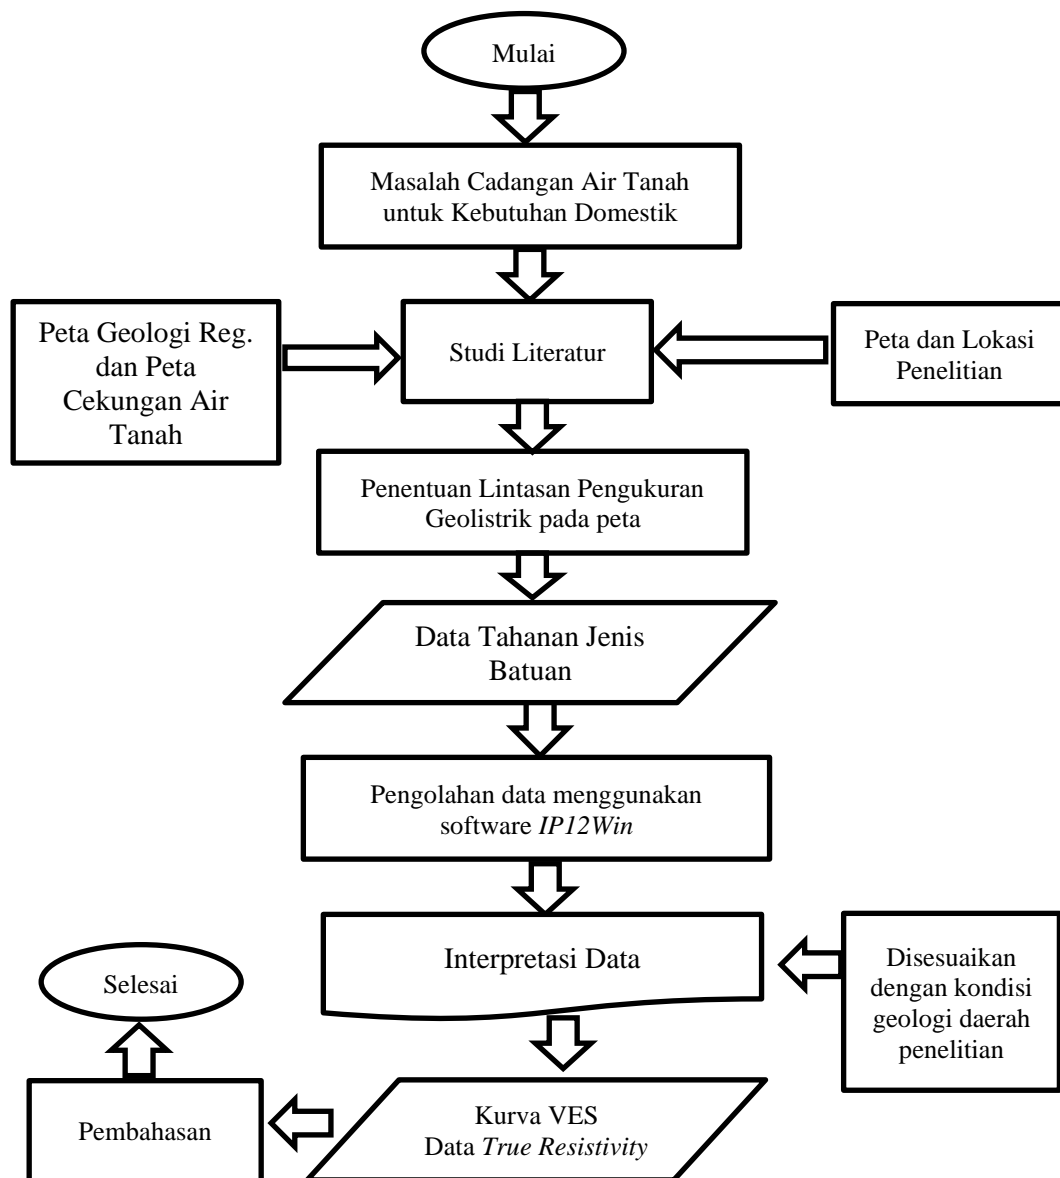 Mulai
Masalah Cadangan Air Tanah
untuk Kebutuhan Domestik
Peta Geologi Reg.
dan Peta
Cekungan Air
Tanah
Studi Literatur
Peta dan Lokasi
Penelitian
Penentuan Lintasan Pengukuran
Geolistrik pada peta
Data Tahanan Jenis
Batuan
Pengolahan data menggunakan
software IP12Win
Interpretasi Data
Disesuaikan
dengan kondisi
geologi daerah
penelitian
Kurva VES
Data True Resistivity
Pembahasan
Selesai